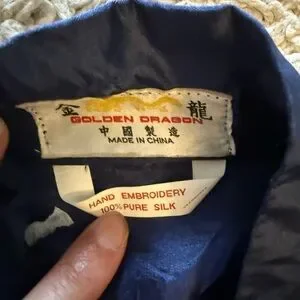 金 龍
GOLDEN DRAGON
中國製造
MADE IN CHINA
HAND EMBROIDERY
100% PURE SILK